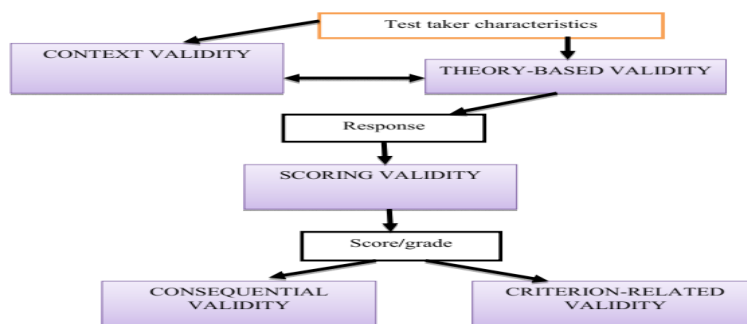 Test taker characteristics
CONTEXT VALIDITY
THEORY-BASED VALIDITY
Response
SCORING VALIDITY
Score/grade
CONSEQUENTIAL
VALIDITY
CRITERION-RELATED
VALIDITY